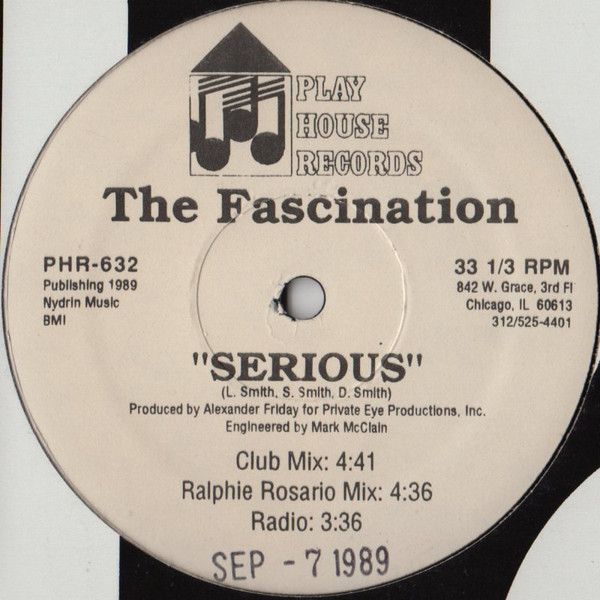 PLAY
HOUSE
RECORDS
The Fascination
PHR-632
Publishing 1989
Nydrin Music
BMI
33 1/3 RPM
842 W. Grace, 3rd Fl
Chicago, IL 60613
312/525-4401
"SERIOUS"
(L. Smith, S. Smith, D. Smith)
Produced by Alexander Friday for Private Eye Productions, Inc.
Engineered by Mark McClain
Club Mix: 4:41
Ralphie Rosario Mix: 4:36
Radio: 3:36
SEP - 7 1989